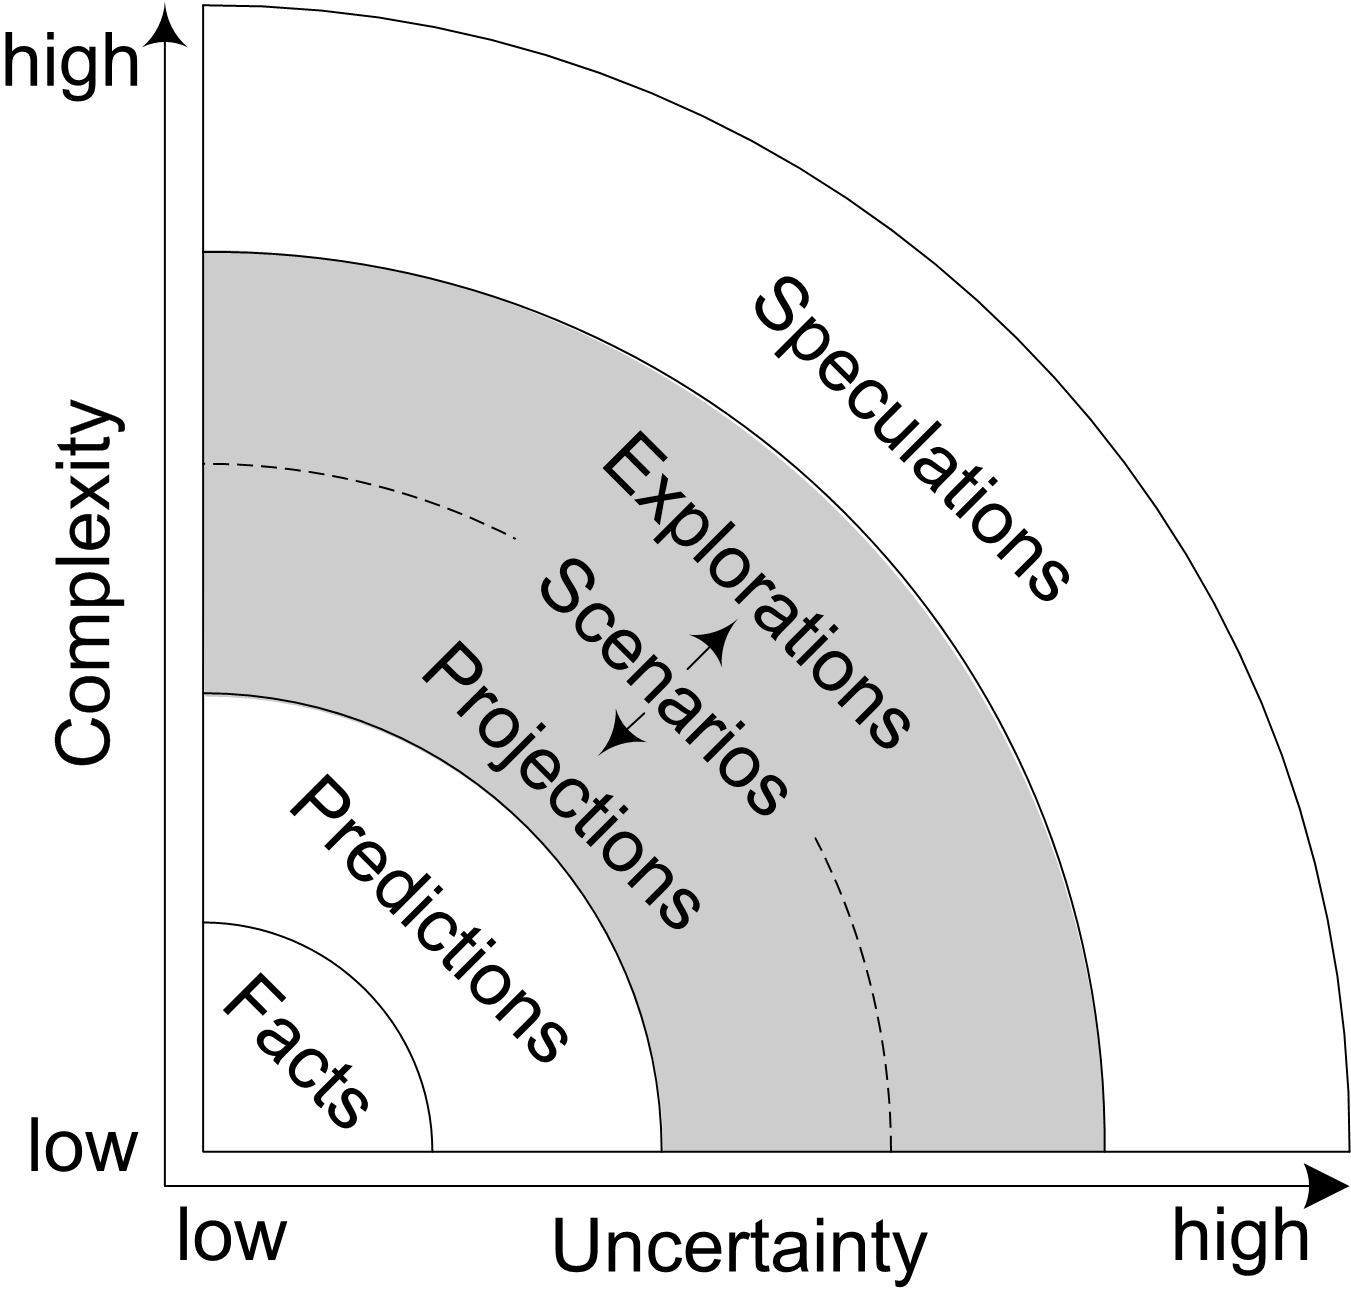 high
Speculations
Explorations
Scenarios
Projections
Predictions
Facts
Complexity
low
low
Uncertainty
high